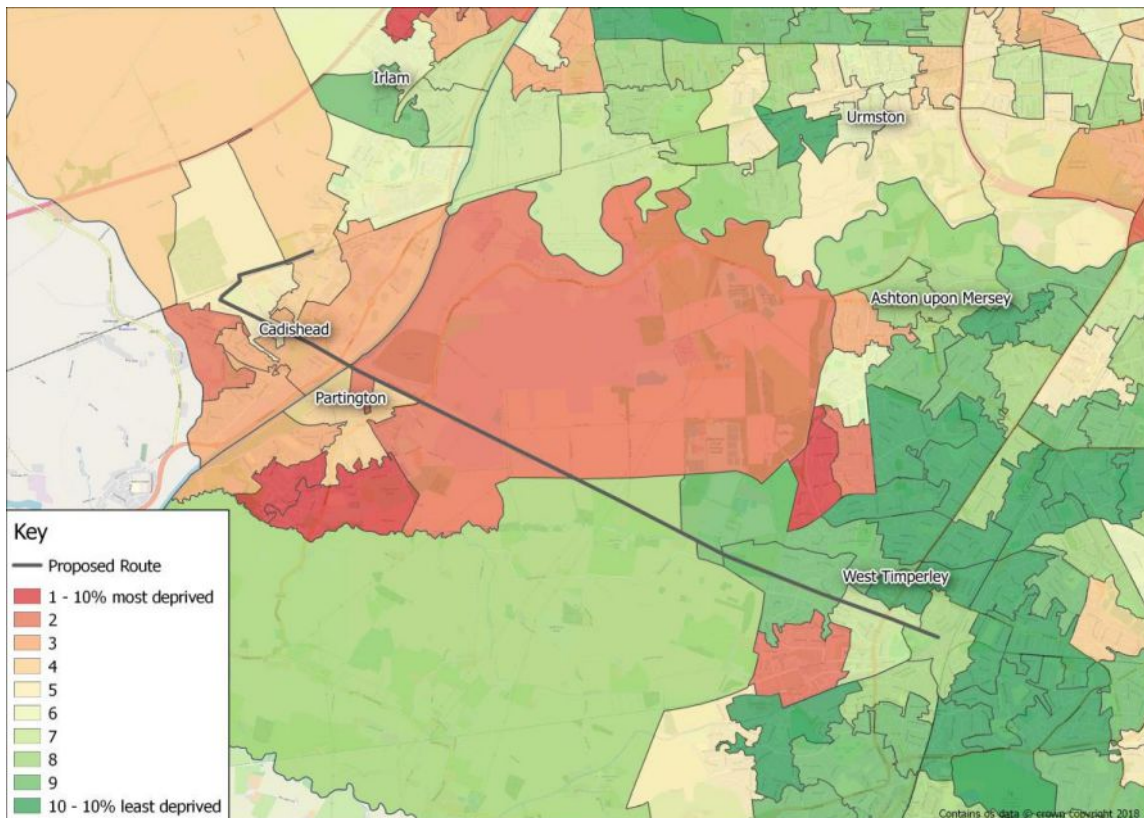 Irlam
Urmston
Ashton upon Mersey
Cadishead
Partington
West Timperley
Key
Proposed Route
1 - 10% most deprived
2
3
4
5
6
7
8
9
10 - 10% least deprived
Contains os data © crown copyright 2018